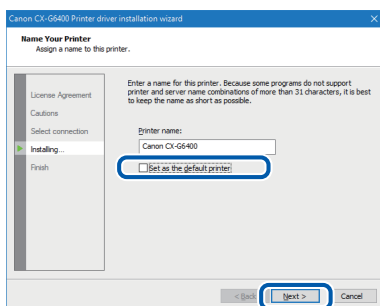 Canon CX-G6400 Printer driver installation wizard
Name Your Printer
Assign a name to this printer.
License Agreement
Cautions
Select connection
Installing...
Finish
Enter a name for this printer. Because some programs do not support
printer and server name combinations of more than 31 characters, it is best
to keep the name as short as possible.
Printer name:
Canon CX-G6400
Set as the default printer
< Back
Next >
Cancel